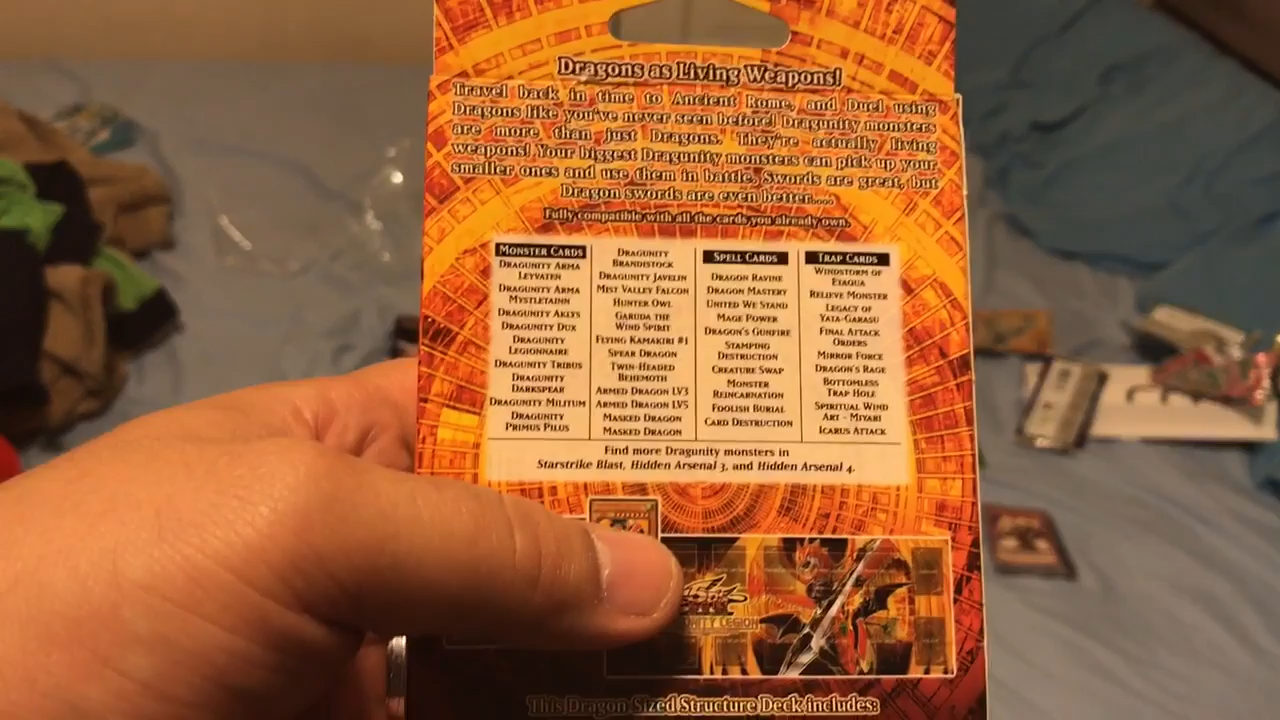 Dragons as Living Weapons!
Travel back in time to Ancient Rome, and Duel using
Dragons like you've never seen before! Dragunity monsters
are more than just Dragons. They're actually living
weapons! Your biggest Dragunity monsters can pick up your
smaller ones and use them in battle. Swords are great, but
Dragon swords are even better....
Fully compatible with all the cards you already own.
MONSTER CARDS
DRAGUNITY ARMA
LEYVATEN
DRAGUNITY ARMA
MYSTLETAINN
DRAGUNITY AKLYS
DRAGUNITY DUX
DRAGUNITY
LEGIONNAIRE
DRAGUNITY TRIBUS
DRAGUNITY
DARKSPEAR
DRAGUNITY MILITUM
DRAGUNITY
PRIMUS PILUS
DRAGUNITY
BRANDISTOCK
DRAGUNITY JAVELIN
MIST VALLEY FALCON
HUNTER OWL
GARUDA THE
WIND SPIRIT
FLYING KAMAKIRI #1
SPEAR DRAGON
TWIN-HEADED
BEHEMOTH
ARMED DRAGON LV3
ARMED DRAGON LV5
MASKED DRAGON
MASKED DRAGON
SPELL CARDS
DRAGON RAVINE
DRAGON MASTERY
UNITED WE STAND
MAGE POWER
DRAGON'S GUNFIRE
STAMPING
DESTRUCTION
CREATURE SWAP
MONSTER
REINCARNATION
FOOLISH BURIAL
CARD DESTRUCTION
TRAP CARDS
WINDSTORM OF
ETAQUA
RELIEVE MONSTER
LEGACY OF
YATA-GARASU
FINAL ATTACK
ORDERS
MIRROR FORCE
DRAGON'S RAGE
BOTTOMLESS
TRAP HOLE
SPIRITUAL WIND
ART - MIYABI
ICARUS ATTACK
Find more Dragunity monsters in
Starstrike Blast, Hidden Arsenal 3, and Hidden Arsenal 4.
LEGION
This Dragon Sized Structure Deck includes: